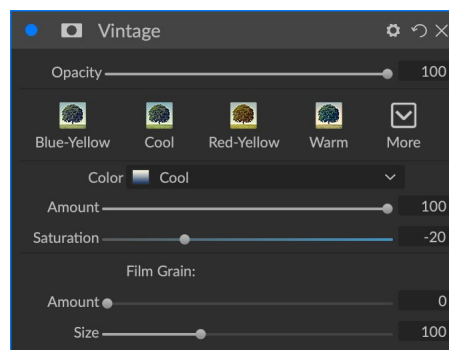 Vintage
Opacity 100
Blue-Yellow Cool Red-Yellow Warm More
Color Cool
Amount 100
Saturation -20
Film Grain:
Amount 0
Size 100